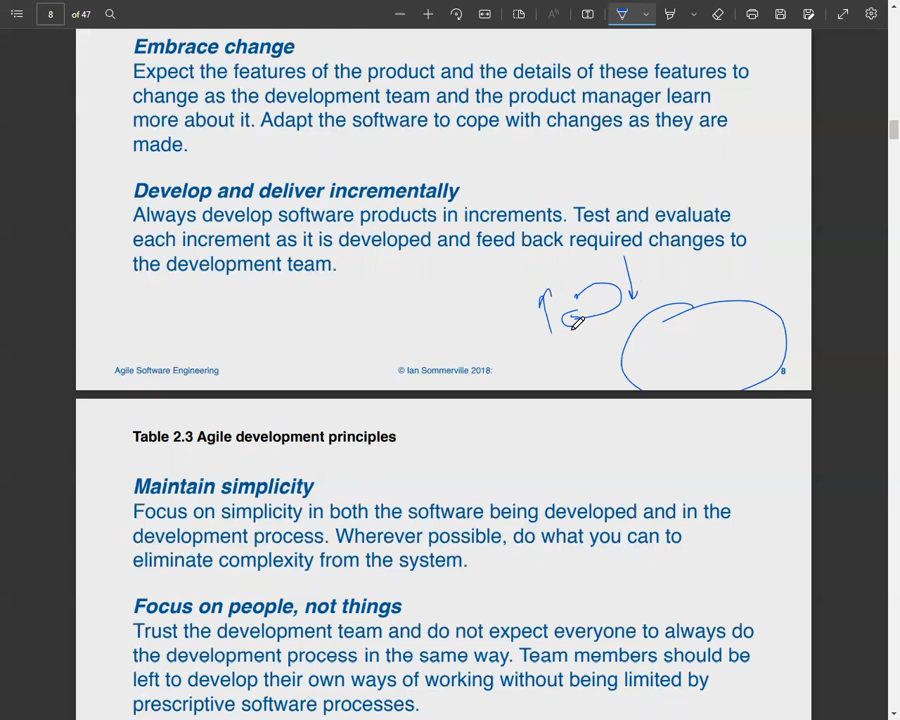 8 of 47
Embrace change
Expect the features of the product and the details of these features to
change as the development team and the product manager learn
more about it. Adapt the software to cope with changes as they are
made.
Develop and deliver incrementally
Always develop software products in increments. Test and evaluate
each increment as it is developed and feed back required changes to
the development team.
Agile Software Engineering © Ian Sommerville 2018: 8
Table 2.3 Agile development principles
Maintain simplicity
Focus on simplicity in both the software being developed and in the
development process. Wherever possible, do what you can to
eliminate complexity from the system.
Focus on people, not things
Trust the development team and do not expect everyone to always do
the development process in the same way. Team members should be
left to develop their own ways of working without being limited by
prescriptive software processes.